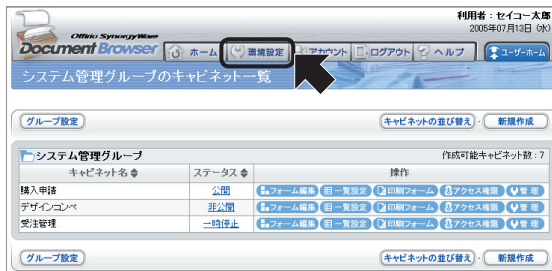 利用者：セイコー太郎
2005年07月13日 (水)
Offirio SynergyWare
Document Browser
ホーム 環境設定 アカウント ログアウト ヘルプ ユーザーホーム
システム管理グループのキャビネット一覧
グループ設定 キャビネットの並び替え ・ 新規作成
システム管理グループ 作成可能キャビネット数：7
キャビネット名 ステータス 操作
購入申請 公開 フォーム編集 一覧設定 印刷フォーム アクセス権限 管理
デザインコンペ 非公開 フォーム編集 一覧設定 印刷フォーム アクセス権限 管理
受注管理 一時停止 フォーム編集 一覧設定 印刷フォーム アクセス権限 管理
グループ設定 キャビネットの並び替え ・ 新規作成